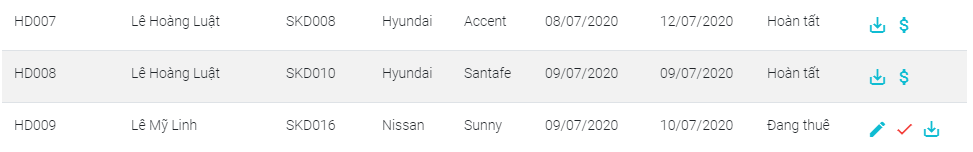 HD007 Lê Hoàng Luật SKD008 Hyundai Accent 08/07/2020 12/07/2020 Hoàn tất $
HD008 Lê Hoàng Luật SKD010 Hyundai Santafe 09/07/2020 09/07/2020 Hoàn tất $
HD009 Lê Mỹ Linh SKD016 Nissan Sunny 09/07/2020 10/07/2020 Đang thuê